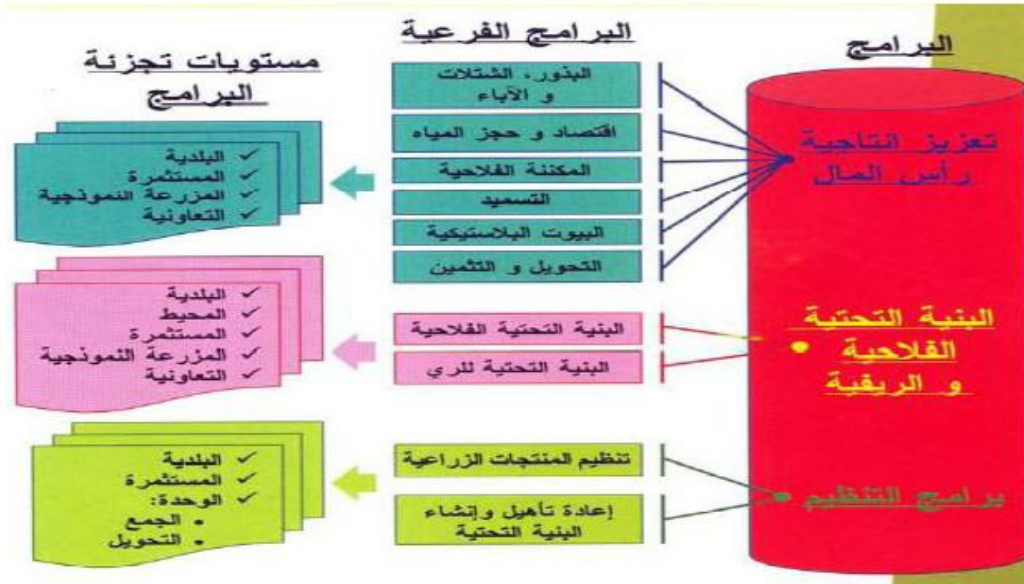 البرامج
تعزيز انتاجية
رأس المال
البنية التحتية
الفلاحية
و الريفية
برامج التنظيم
البرامج الفرعية
البذور، الشتلات
و الآباء
اقتصاد و حجز المياه
المكننة الفلاحية
التسميد
البيوت البلاستيكية
التحويل و التثمين
البنية التحتية الفلاحية
البنية التحتية للري
تنظيم المنتجات الزراعية
إعادة تأهيل وإنشاء
البنية التحتية
مستويات تجزئة
البرامج
✓ البلدية
✓ المستثمرة
✓ المزرعة النموذجية
✓ التعاونية
✓ البلدية
✓ المحيط
✓ المستثمرة
✓ المزرعة النموذجية
✓ التعاونية
✓ البلدية
✓ المستثمرة
✓ الوحدة:
• الجمع
• التحويل